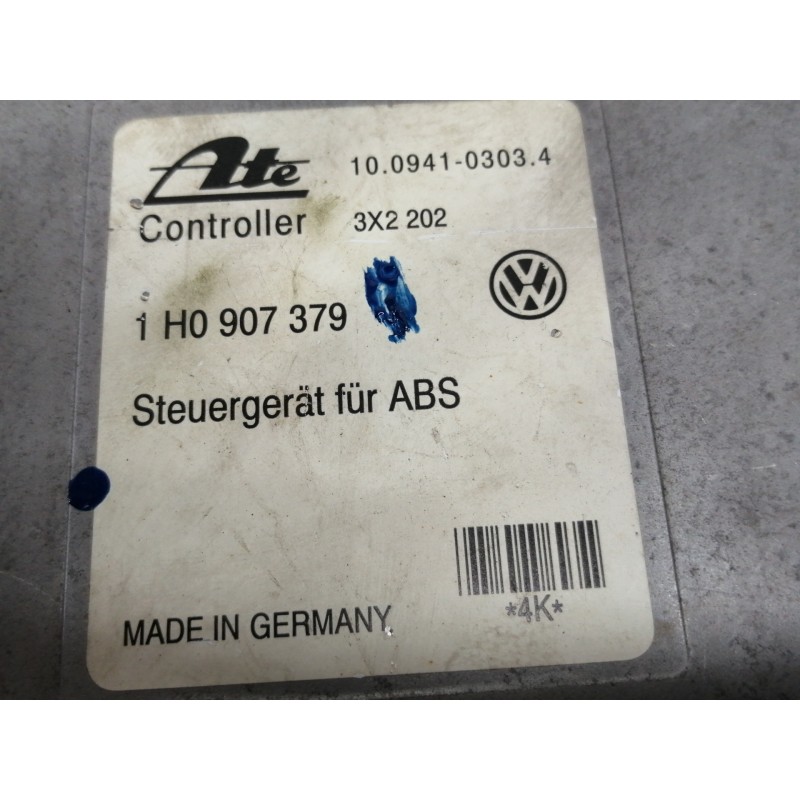 Ate 10.0941-0303.4
Controller 3X2 202
1 H0 907 379
Steuergerät für ABS
*4K*
MADE IN GERMANY